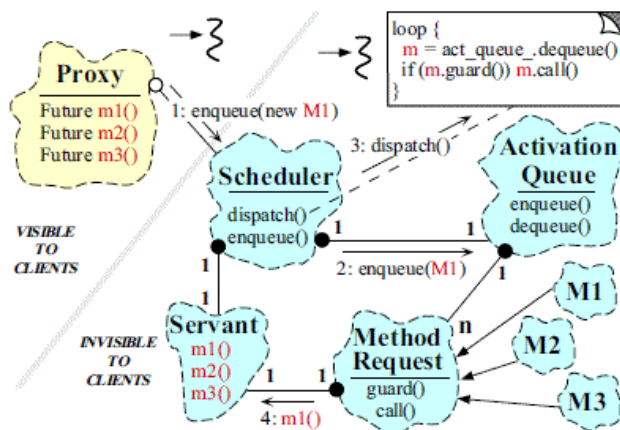 loop {
m = act_queue_.dequeue()
if (m.guard()) m.call()
}
Proxy
Future m1()
Future m2()
Future m3()
1: enqueue(new M1)
3: dispatch()
Scheduler
dispatch()
enqueue()
Activation
Queue
enqueue()
dequeue()
VISIBLE
TO
CLIENTS
1
1
2: enqueue(M1)
1
1
1
INVISIBLE
TO
CLIENTS
Servant
m1()
m2()
m3()
1
1
4: m1()
Method
Request
guard()
call()
n
M1
M2
M3